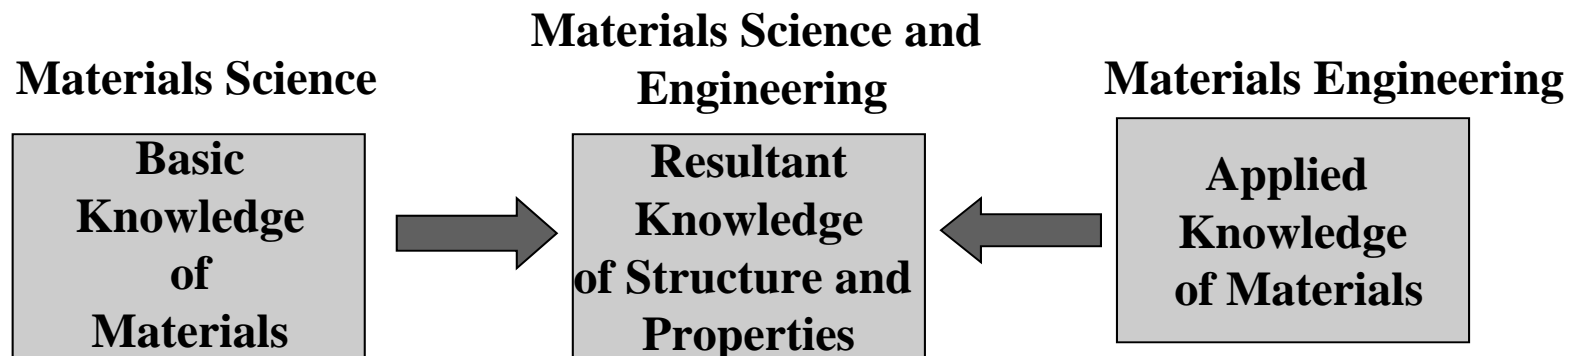 Materials Science
Basic
Knowledge
of
Materials
Materials Science and
Engineering
Resultant
Knowledge
of Structure and
Properties
Materials Engineering
Applied
Knowledge
of Materials